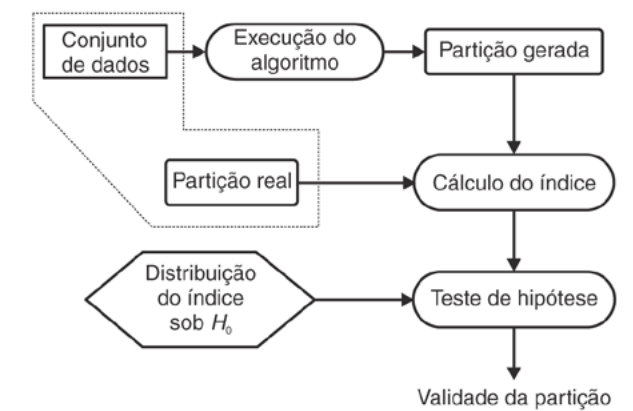 Conjunto
de dados
Execução do
algoritmo
Partição gerada
Partição real
Cálculo do índice
Distribuição
do índice
sob H₀
Teste de hipótese
Validade da partição